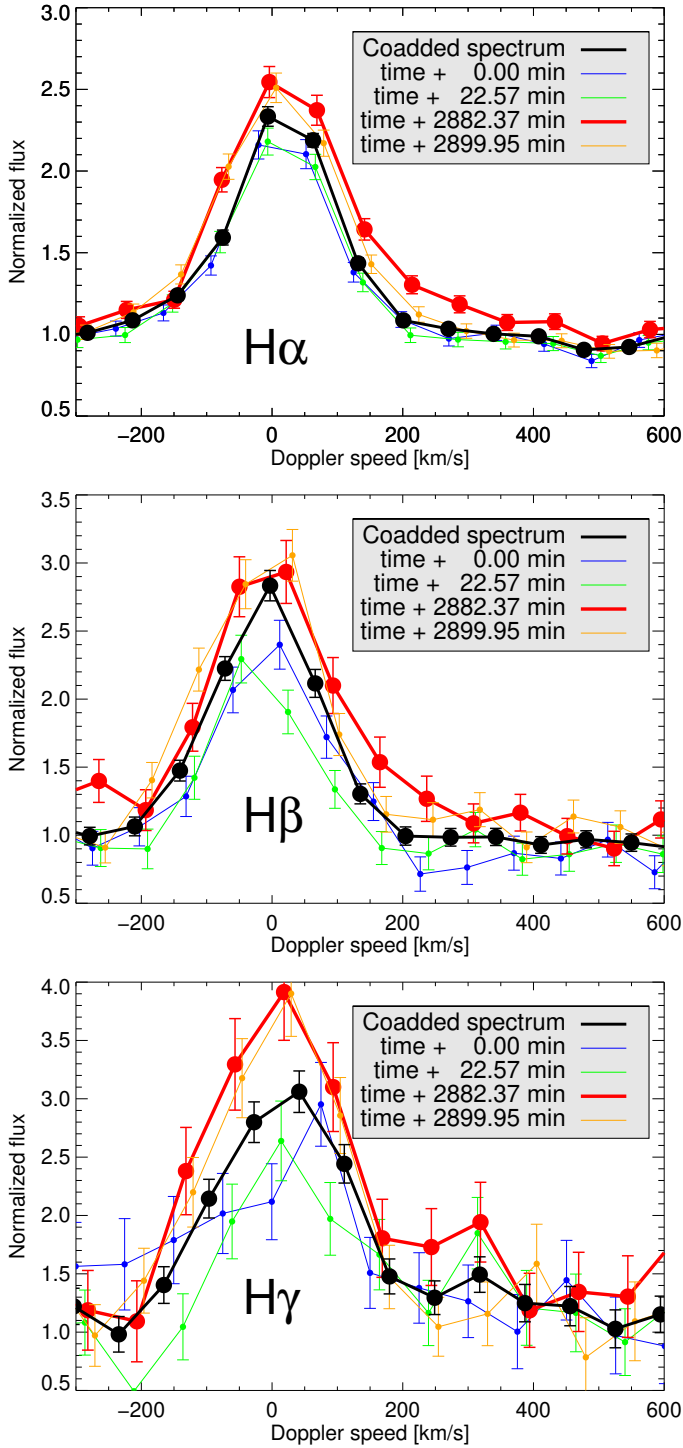 3.0
2.5
2.0
1.5
1.0
0.5
Normalized flux
Coadded spectrum
time + 0.00 min
time + 22.57 min
time + 2882.37 min
time + 2899.95 min
Hα
−200 0 200 400 600
Doppler speed [km/s]
3.5
3.0
2.5
2.0
1.5
1.0
0.5
Normalized flux
Coadded spectrum
time + 0.00 min
time + 22.57 min
time + 2882.37 min
time + 2899.95 min
Hβ
−200 0 200 400 600
Doppler speed [km/s]
4.0
3.5
3.0
2.5
2.0
1.5
1.0
0.5
Normalized flux
Coadded spectrum
time + 0.00 min
time + 22.57 min
time + 2882.37 min
time + 2899.95 min
Hγ
−200 0 200 400 600
Doppler speed [km/s]